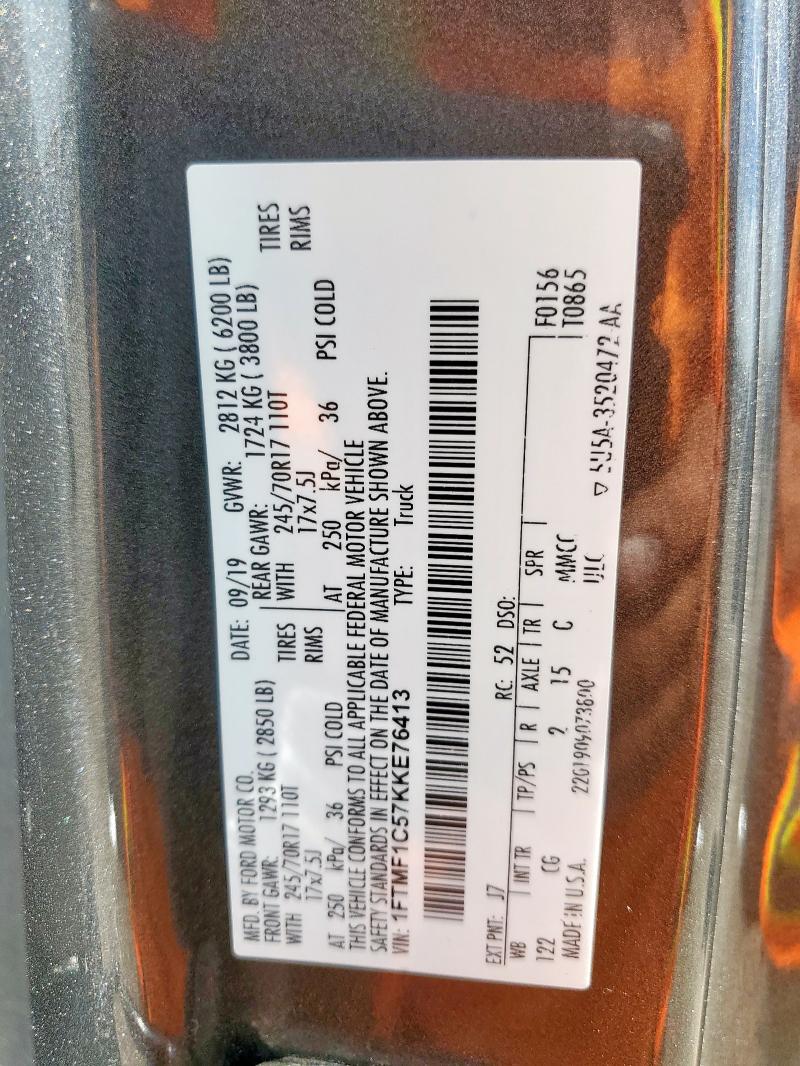 MFD. BY FORD MOTOR CO. DATE: 09/19 GVWR: 2812 KG ( 6200 LB)
FRONT GAWR: 1293 KG ( 2850 LB) REAR GAWR: 1724 KG ( 3800 LB)
WITH 245/70R17 110T TIRES WITH 245/70R17 110T TIRES
17x7.5J RIMS 17x7.5J RIMS
AT 250 kPa/ 36 PSI COLD AT 250 kPa/ 36 PSI COLD
THIS VEHICLE CONFORMS TO ALL APPLICABLE FEDERAL MOTOR VEHICLE
SAFETY STANDARDS IN EFFECT ON THE DATE OF MANUFACTURE SHOWN ABOVE.
VIN: 1FTMF1C57KKE76413 TYPE: Truck
EXT PNT: J7 RC: 52 DSO:
WB INT TR TP/PS R AXLE TR SPR F0156
122 CG 2 15 C MMCC T0865
MADE IN U.S.A. 5U5A-3520472-AA